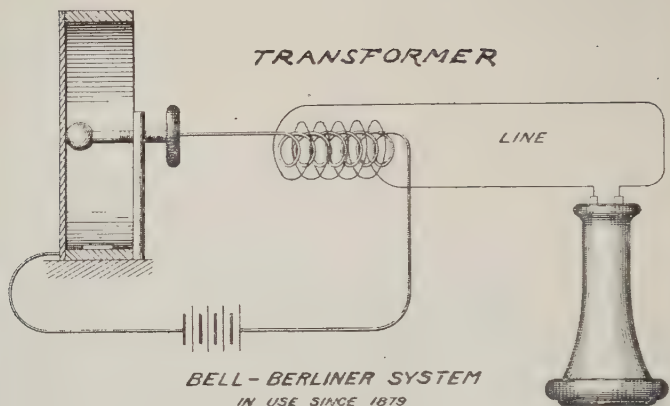 TRANSFORMER
LINE
BELL-BERLINER SYSTEM
IN USE SINCE 1879